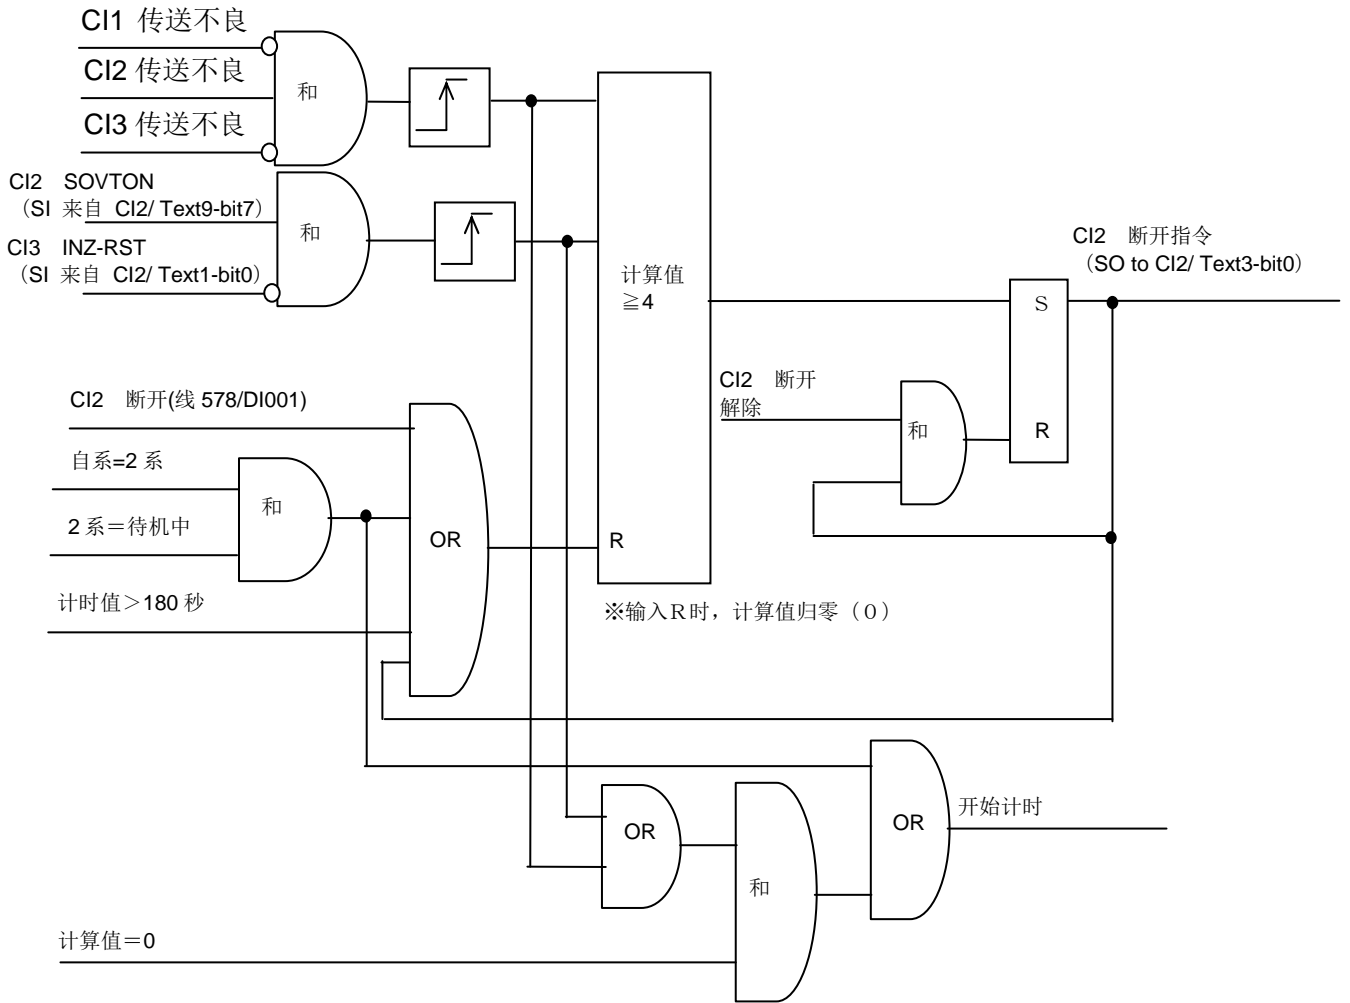 CI1 传送不良
CI2 传送不良
CI3 传送不良
和
CI2 SOVTON
（SI 来自 CI2/ Text9-bit7）
CI3 INZ-RST
（SI 来自 CI2/ Text1-bit0）
和
计算值
≧4
R
CI2 断开指令
（SO to CI2/ Text3-bit0）
S
R
CI2 断开
解除
和
CI2 断开(线 578/DI001)
自系=2 系
2 系＝待机中
和
计时值＞180 秒
OR
※输入R时，计算值归零（0）
OR
和
OR
开始计时
计算值＝0